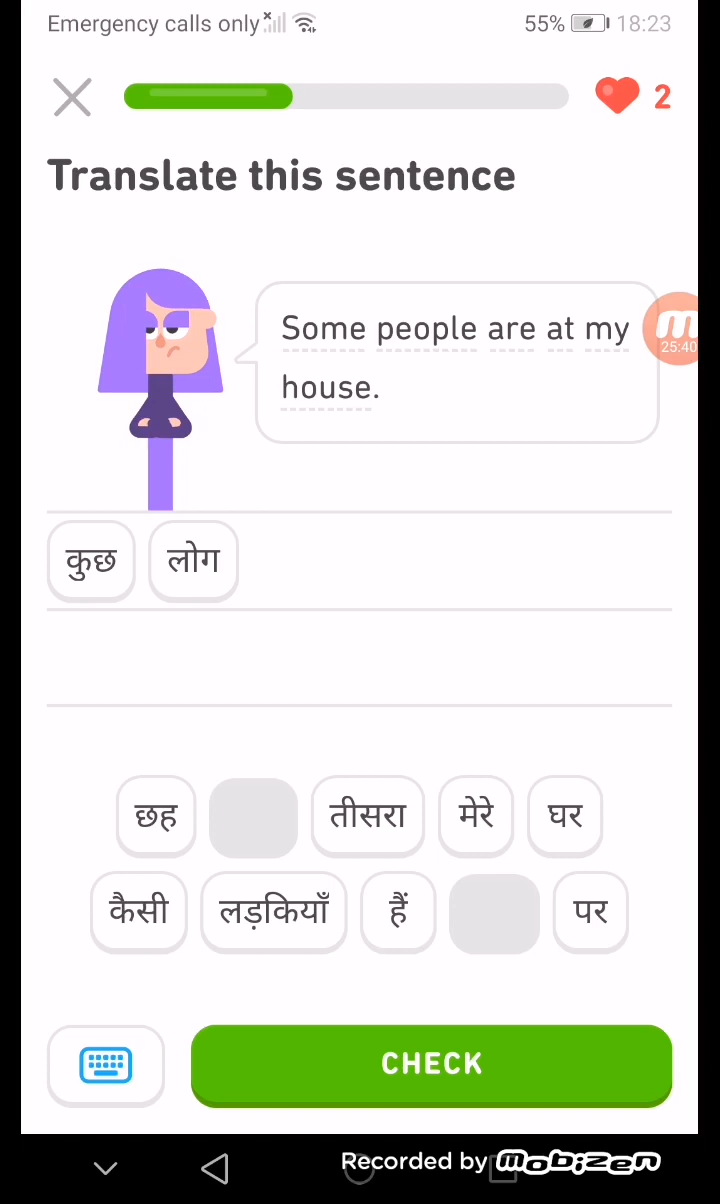 Emergency calls only 55% 18:23
2
Translate this sentence
Some people are at my
house.
25:40
कुछ लोग
छह तीसरा मेरे घर
कैसी लड़कियाँ हैं पर
CHECK
Recorded by mobizen